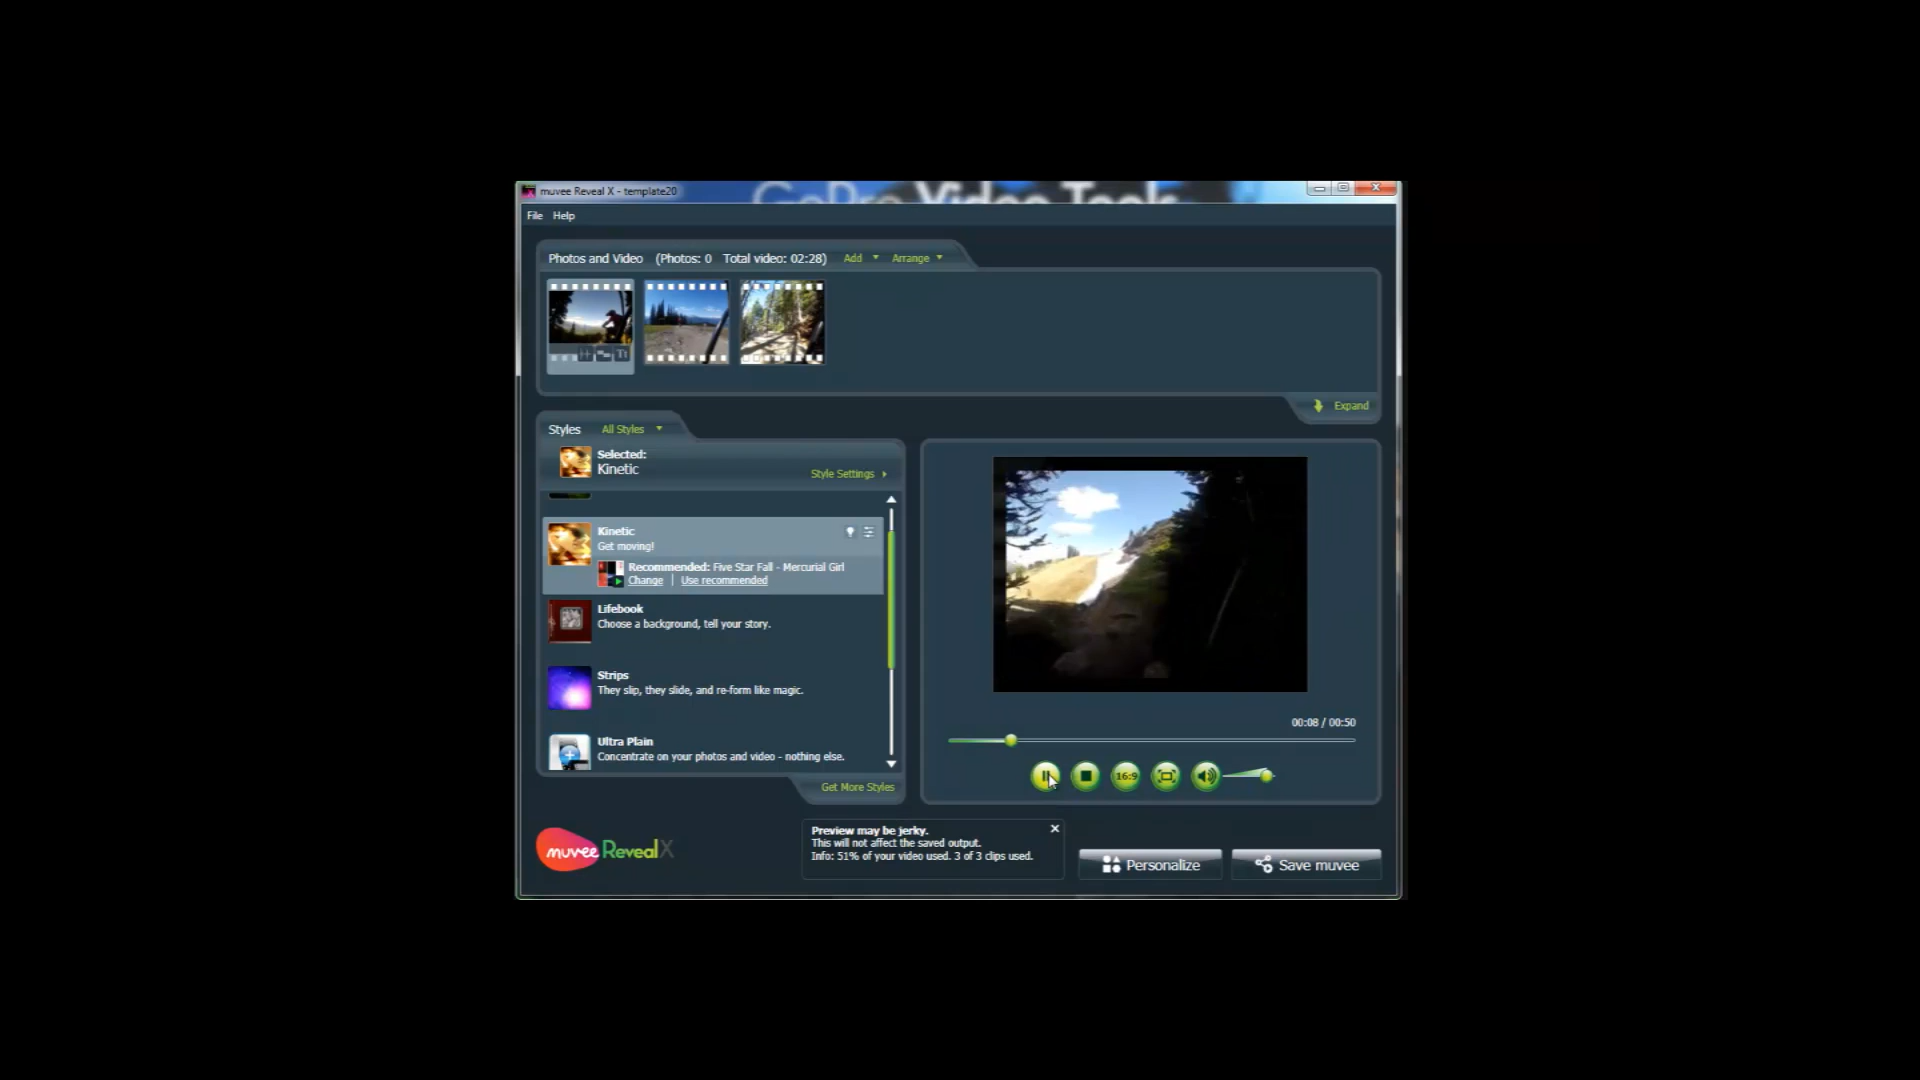 muvee Reveal X - template20
GoPro Video Tools
File Help
Photos and Video (Photos: 0 Total video: 02:28) Add Arrange
Tt
Expand
Styles All Styles
Selected:
Kinetic
Style Settings
Kinetic
Get moving!
Recommended: Five Star Fall - Mercurial Girl
Change | Use recommended
Lifebook
Choose a background, tell your story.
Strips
They slip, they slide, and re-form like magic.
Ultra Plain
Concentrate on your photos and video - nothing else.
Get More Styles
00:08 / 00:50
16:9
muvee Reveal X
Preview may be jerky.
This will not affect the saved output.
Info: 51% of your video used. 3 of 3 clips used.
Personalize
Save muvee